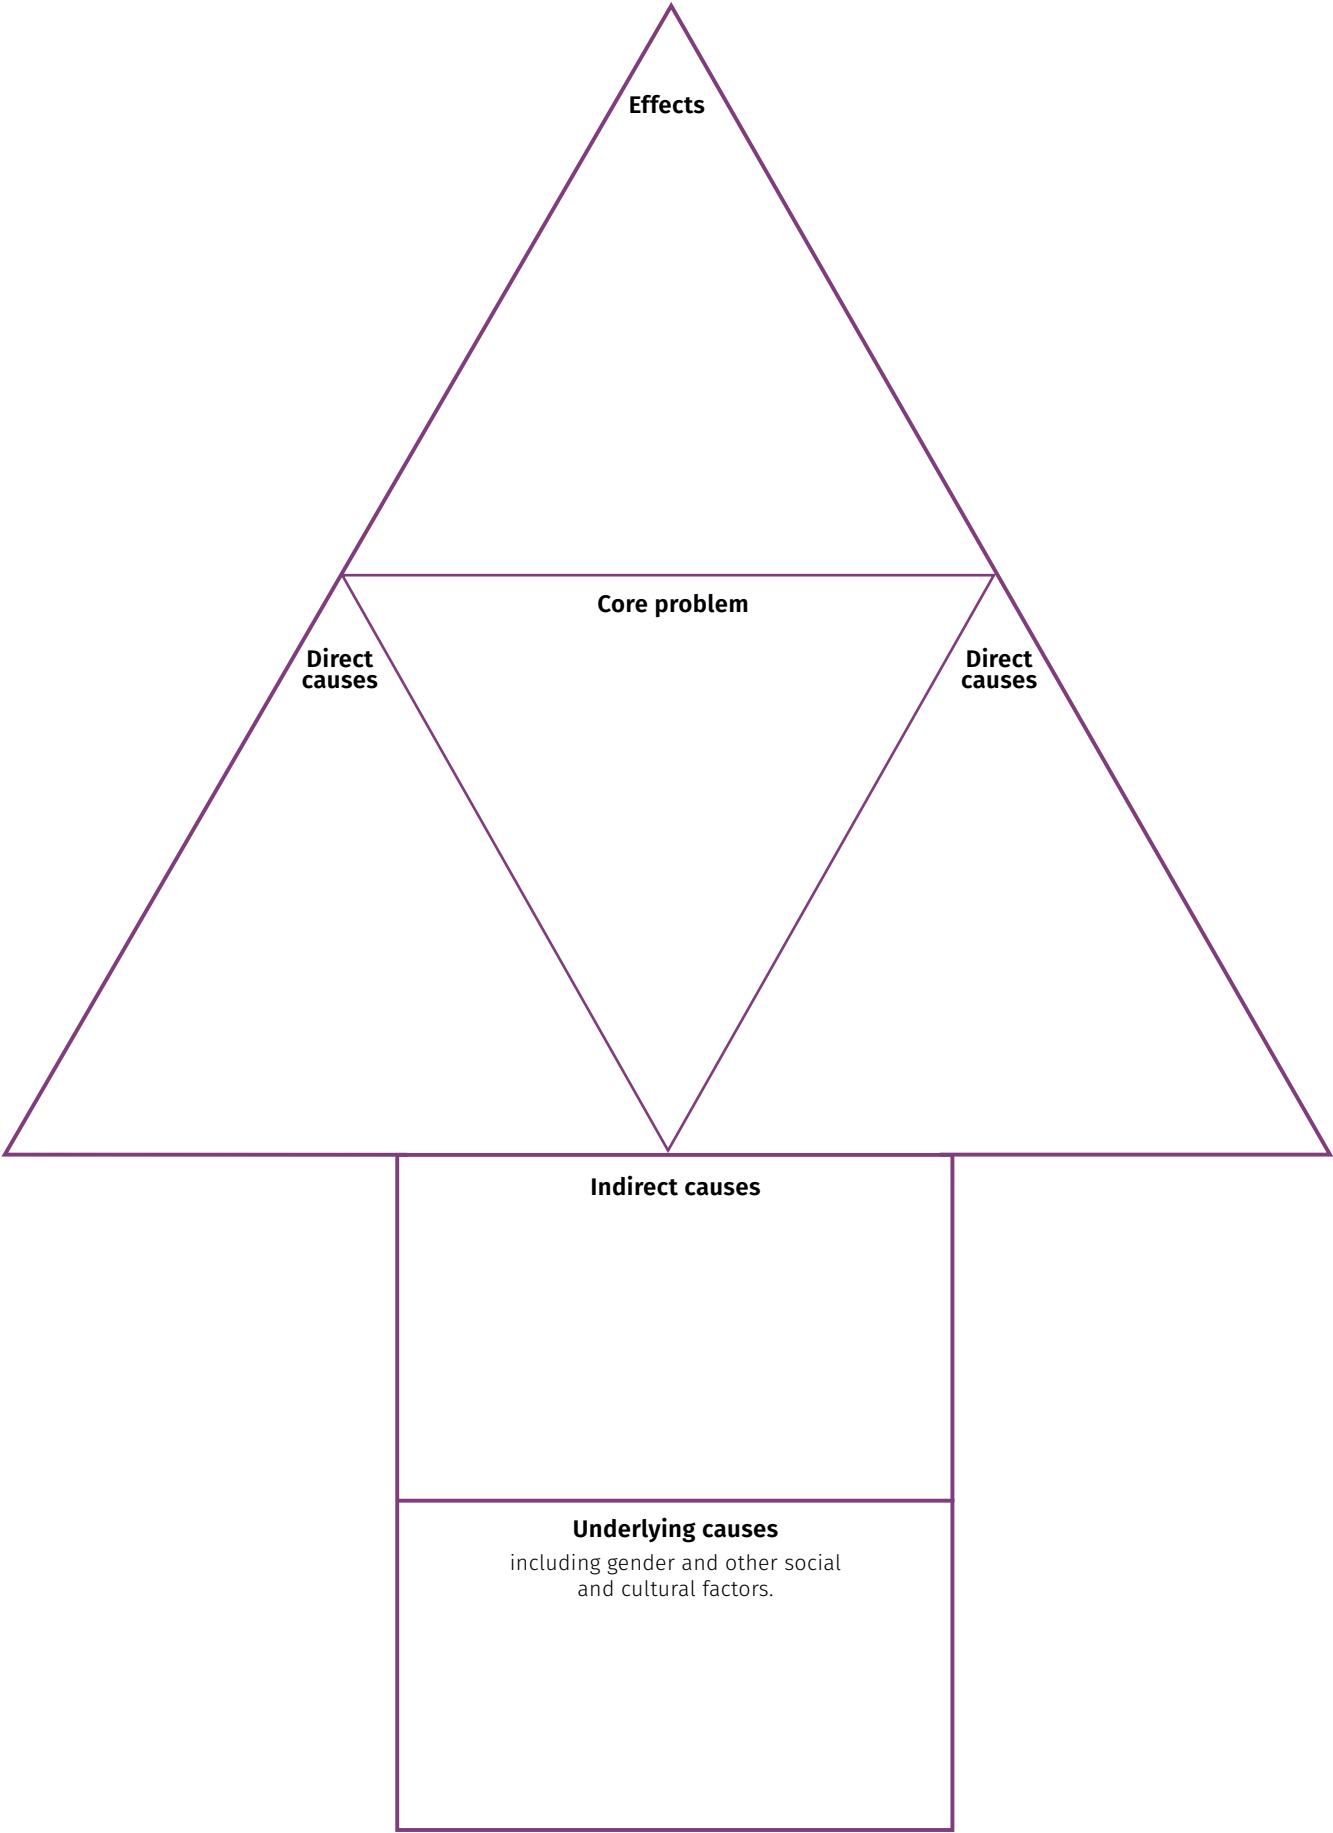 Effects
Core problem
Direct
causes
Direct
causes
Indirect causes
Underlying causes
including gender and other social
and cultural factors.